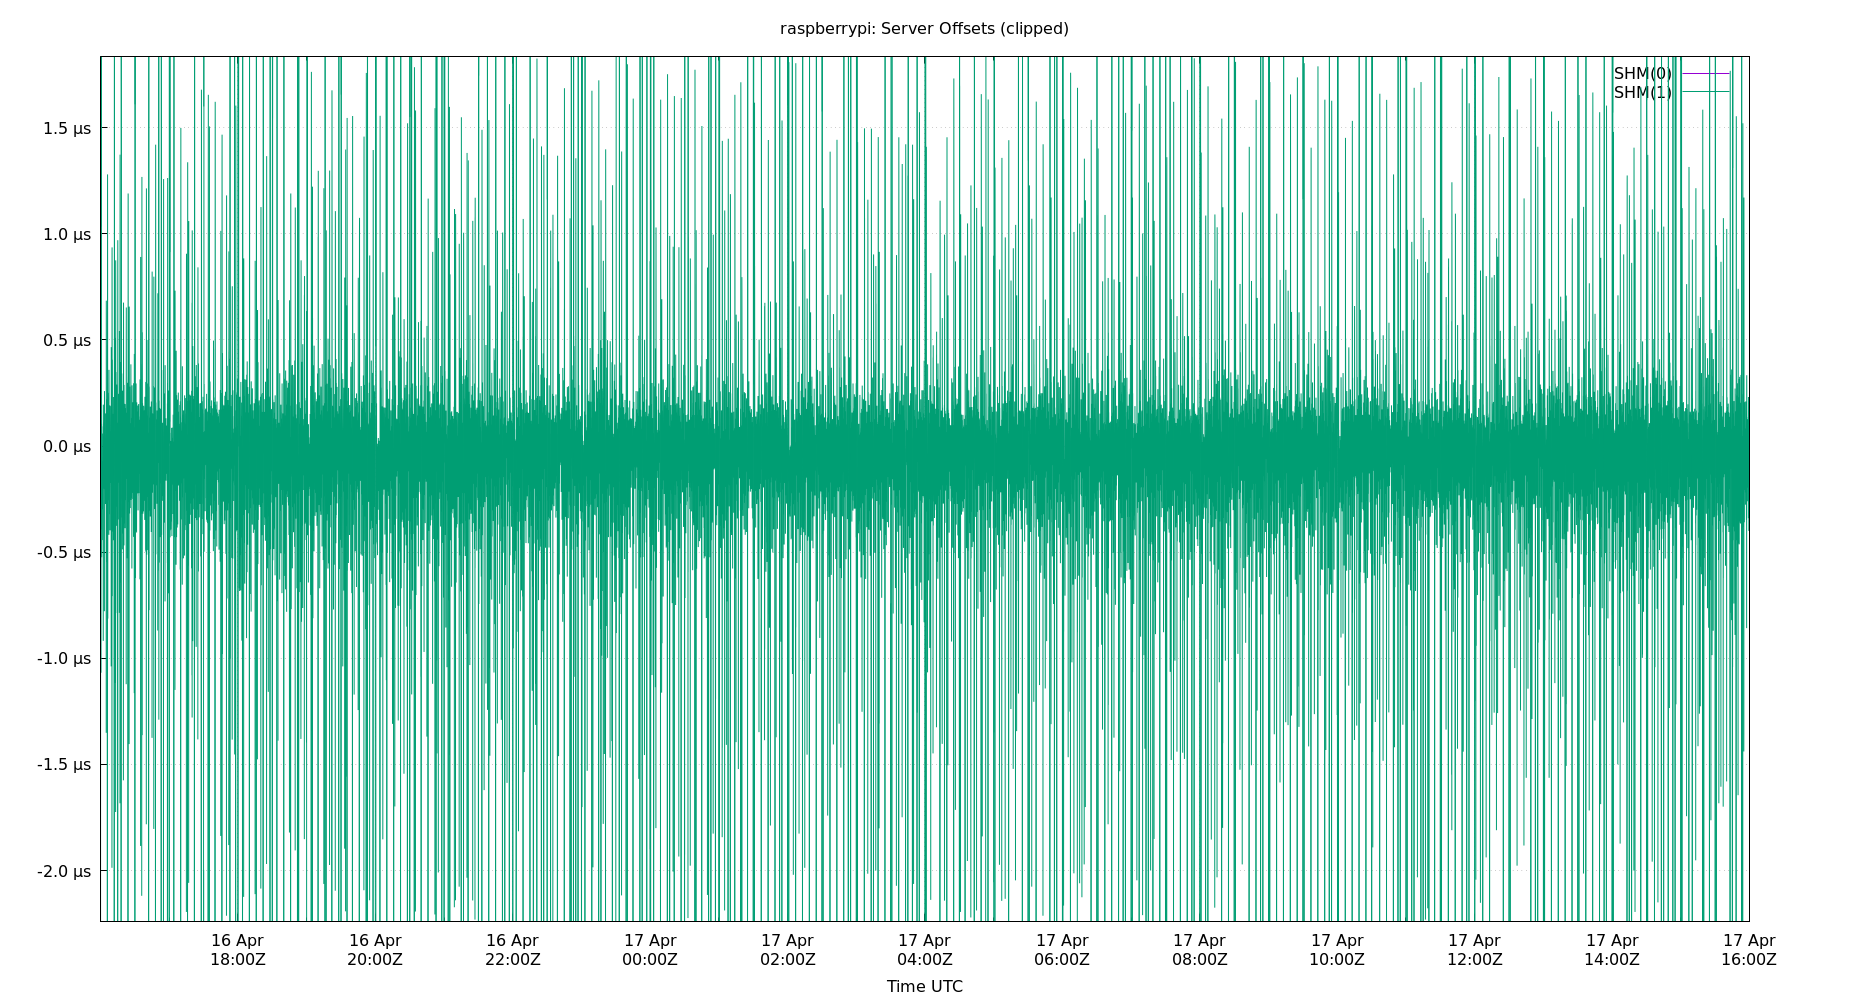 raspberrypi: Server Offsets (clipped)
SHM(0)
SHM(1)
1.5 µs
1.0 µs
0.5 µs
0.0 µs
-0.5 µs
-1.0 µs
-1.5 µs
-2.0 µs
16 Apr 16 Apr 16 Apr 17 Apr 17 Apr 17 Apr 17 Apr 17 Apr 17 Apr 17 Apr 17 Apr 17 Apr
18:00Z 20:00Z 22:00Z 00:00Z 02:00Z 04:00Z 06:00Z 08:00Z 10:00Z 12:00Z 14:00Z 16:00Z
Time UTC